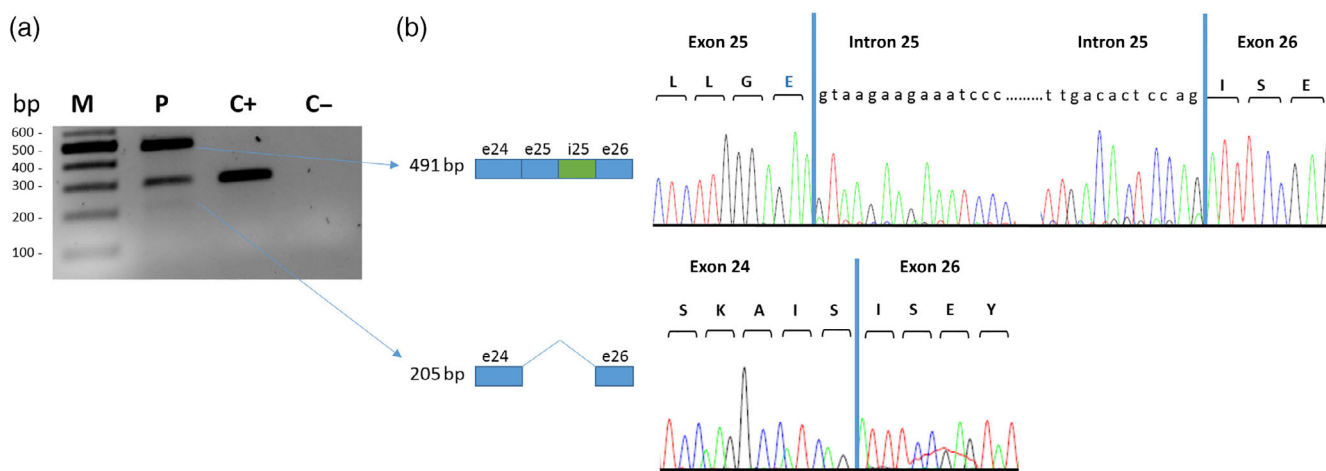 (a)
bp M P C+ C–
600 -
500 -
400 -
300 -
200 -
100 -
(b)
491 bp
e24 e25 i25 e26
205 bp
e24 e26
Exon 25 Intron 25 Intron 25 Exon 26
L L G E gtaagaagaaatccc.........ttgacactccag I S E
Exon 24 Exon 26
S K A I S I S E Y